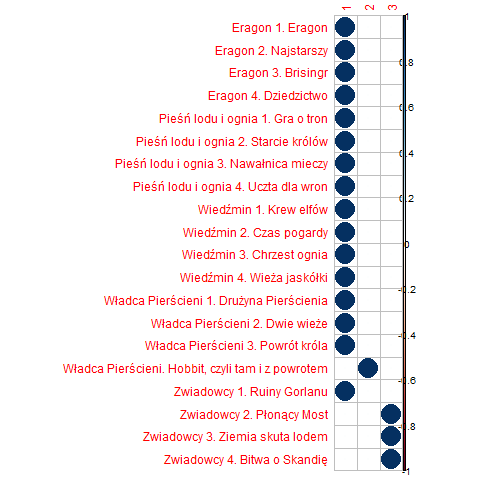 1 2 3
Eragon 1. Eragon
Eragon 2. Najstarszy
Eragon 3. Brisingr
Eragon 4. Dziedzictwo
Pieśń lodu i ognia 1. Gra o tron
Pieśń lodu i ognia 2. Starcie królów
Pieśń lodu i ognia 3. Nawałnica mieczy
Pieśń lodu i ognia 4. Uczta dla wron
Wiedźmin 1. Krew elfów
Wiedźmin 2. Czas pogardy
Wiedźmin 3. Chrzest ognia
Wiedźmin 4. Wieża jaskółki
Władca Pierścieni 1. Drużyna Pierścienia
Władca Pierścieni 2. Dwie wieże
Władca Pierścieni 3. Powrót króla
Władca Pierścieni. Hobbit, czyli tam i z powrotem
Zwiadowcy 1. Ruiny Gorlanu
Zwiadowcy 2. Płonący Most
Zwiadowcy 3. Ziemia skuta lodem
Zwiadowcy 4. Bitwa o Skandię
1
0.8
0.6
0.4
0.2
0
-0.2
-0.4
-0.6
-0.8
-1